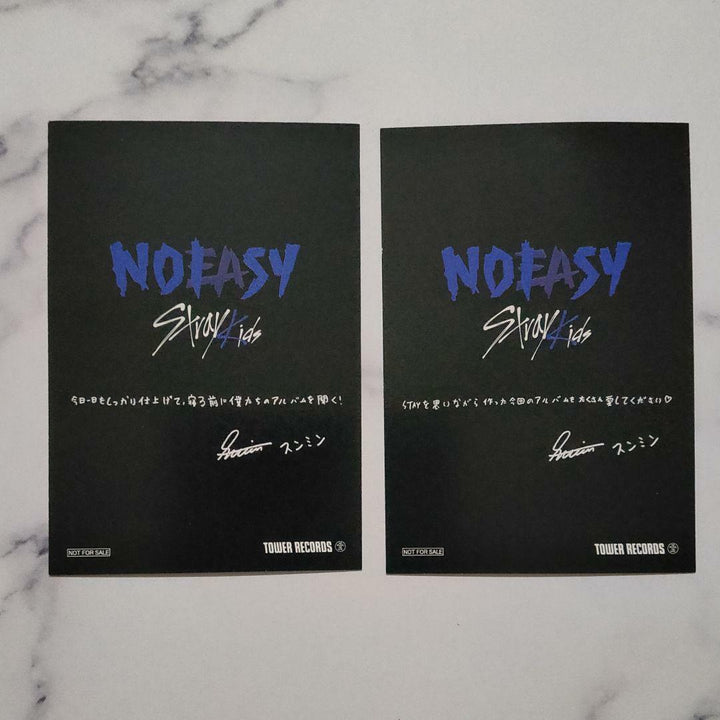 NOEASY
Stray Kids
今日一日もしっかり仕上げて、寝る前に僕たちのアルバムを聞く!
スンミン
NOT FOR SALE
TOWER RECORDS
NOEASY
Stray Kids
STAYを思いながら作った今回のアルバムもたくさん愛してください♡
スンミン
NOT FOR SALE
TOWER RECORDS